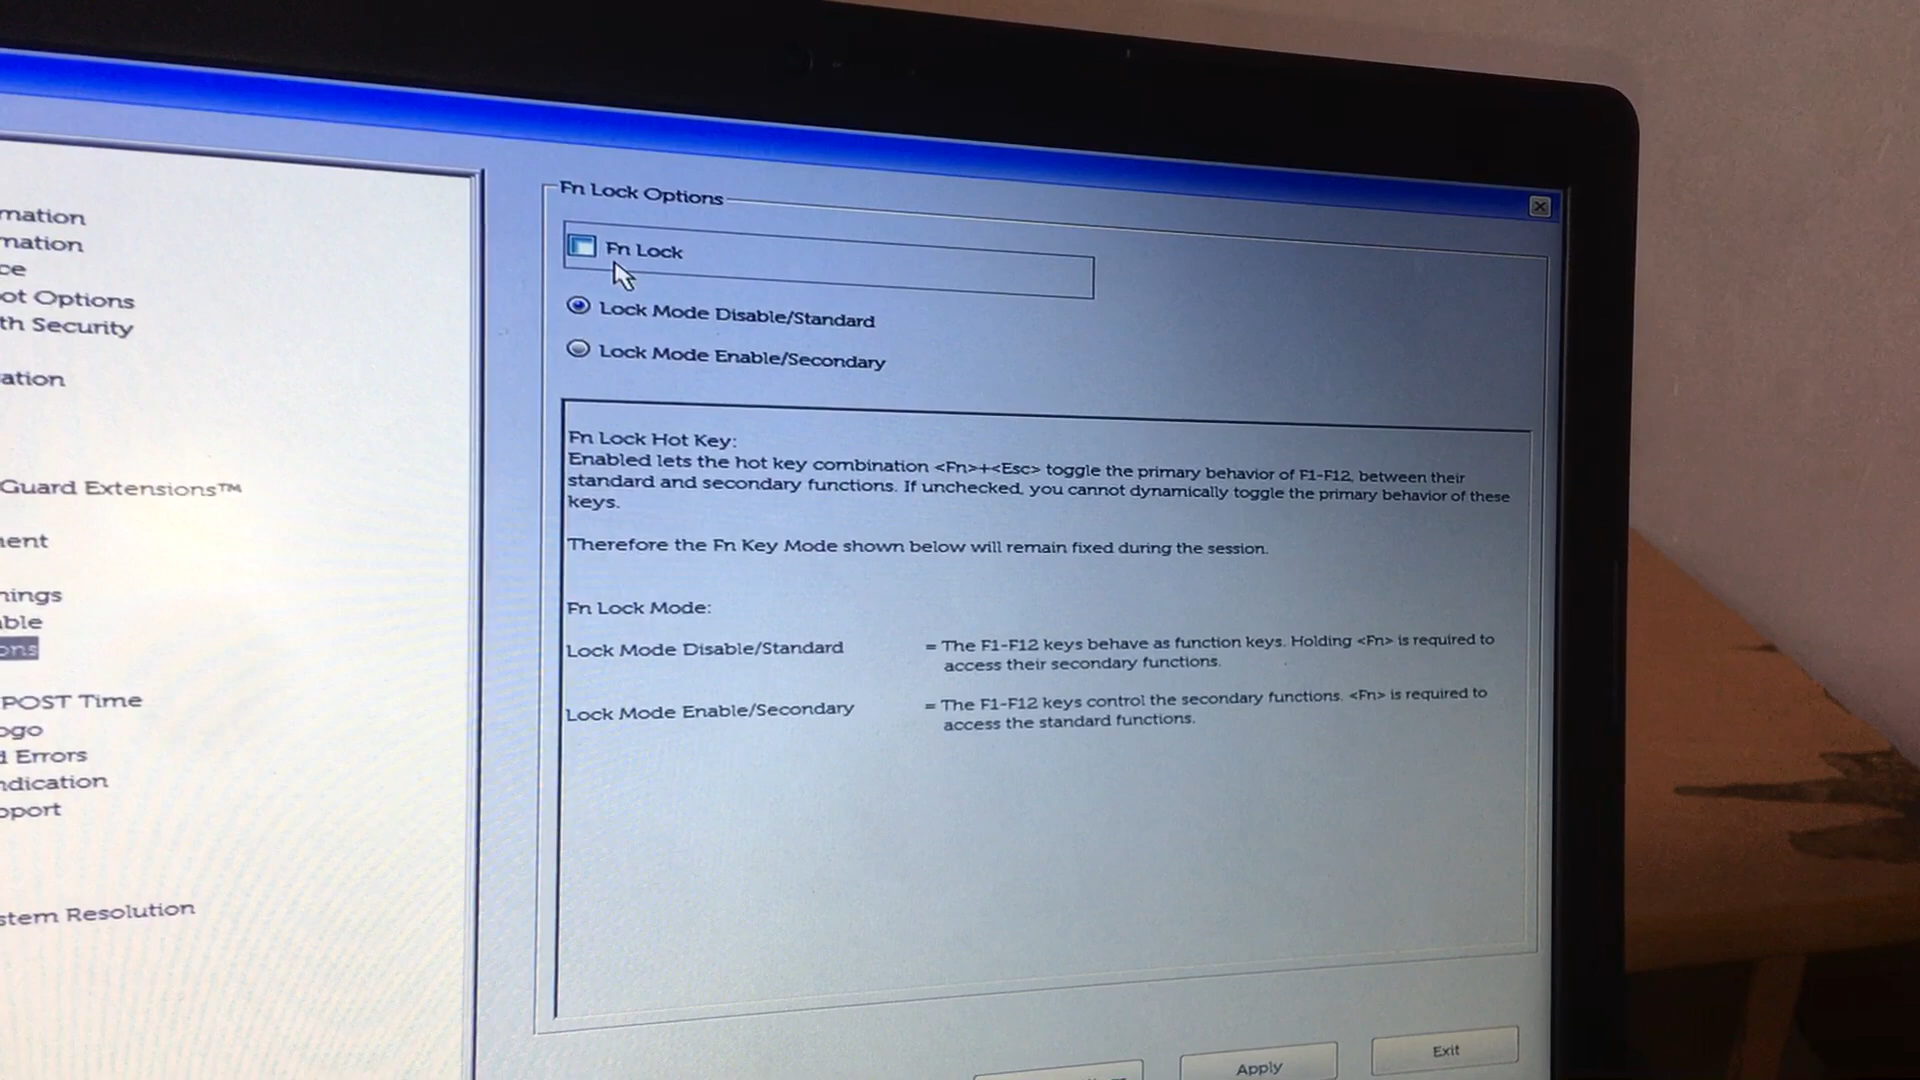 mation
mation
ce
ot Options
th Security
ation
Guard Extensions™
ment
nings
able
ons
POST Time
ogo
d Errors
ndication
pport
stem Resolution
Fn Lock Options
Fn Lock
Lock Mode Disable/Standard
Lock Mode Enable/Secondary
Fn Lock Hot Key:
Enabled lets the hot key combination <Fn>+<Esc> toggle the primary behavior of F1-F12, between their
standard and secondary functions. If unchecked, you cannot dynamically toggle the primary behavior of these
keys.
Therefore the Fn Key Mode shown below will remain fixed during the session.
Fn Lock Mode:
Lock Mode Disable/Standard = The F1-F12 keys behave as function keys. Holding <Fn> is required to
access their secondary functions.
Lock Mode Enable/Secondary = The F1-F12 keys control the secondary functions. <Fn> is required to
access the standard functions.
Apply
Exit